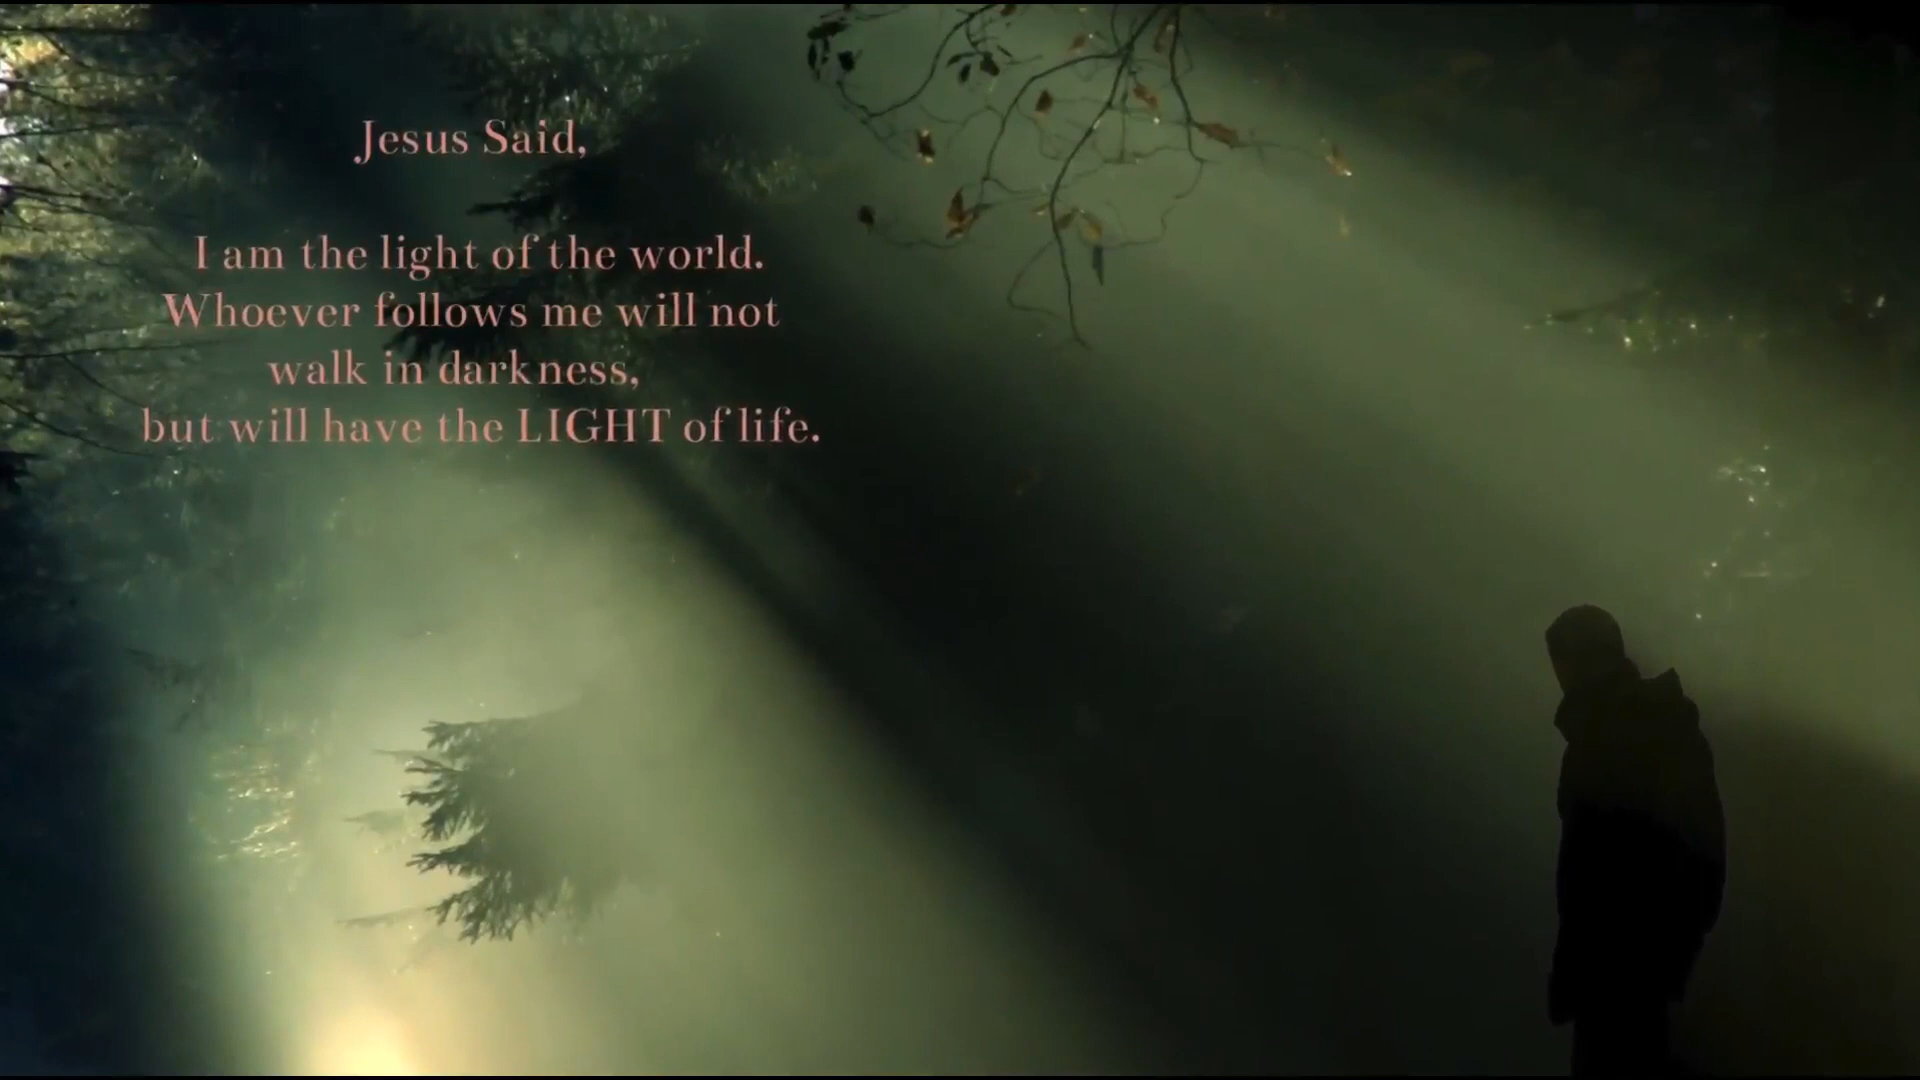 Jesus Said,
I am the light of the world.
Whoever follows me will not
walk in darkness,
but will have the LIGHT of life.